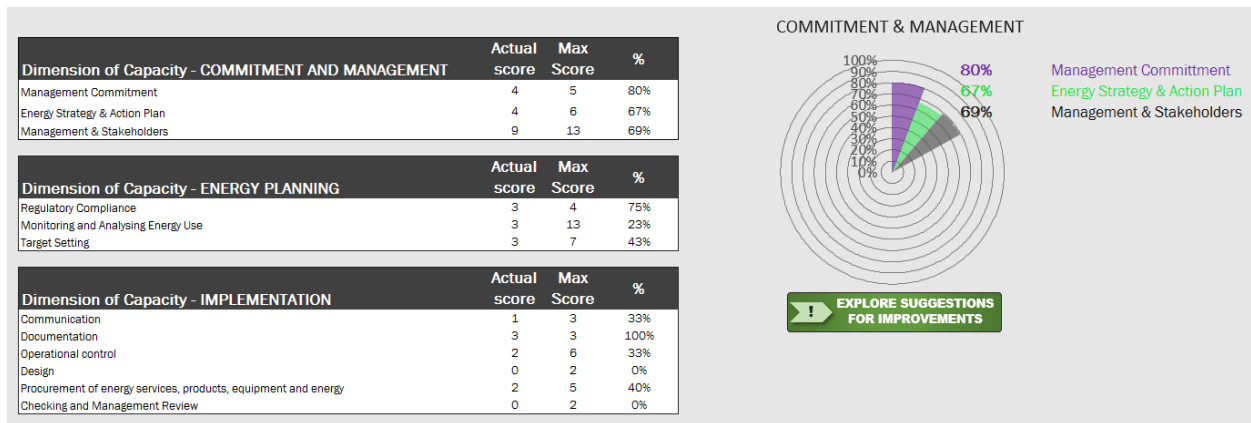 Dimension of Capacity - COMMITMENT AND MANAGEMENT Actual score Max Score %
Management Commitment 4 5 80%
Energy Strategy & Action Plan 4 6 67%
Management & Stakeholders 9 13 69%
Dimension of Capacity - ENERGY PLANNING Actual score Max Score %
Regulatory Compliance 3 4 75%
Monitoring and Analysing Energy Use 3 13 23%
Target Setting 3 7 43%
Dimension of Capacity - IMPLEMENTATION Actual score Max Score %
Communication 1 3 33%
Documentation 3 3 100%
Operational control 2 6 33%
Design 0 2 0%
Procurement of energy services, products, equipment and energy 2 5 40%
Checking and Management Review 0 2 0%
COMMITMENT & MANAGEMENT
100%
90%
80%
70%
60%
50%
40%
30%
20%
10%
0%
80% Management Committment
67% Energy Strategy & Action Plan
69% Management & Stakeholders
! EXPLORE SUGGESTIONS
FOR IMPROVEMENTS